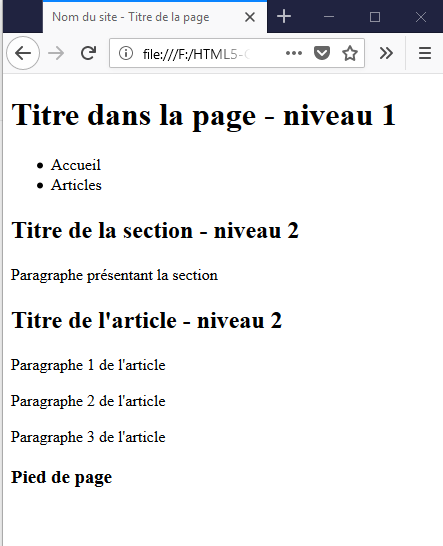 Nom du site - Titre de la page
file:///F:/HTML5-
Titre dans la page - niveau 1
Accueil
Articles
Titre de la section - niveau 2
Paragraphe présentant la section
Titre de l'article - niveau 2
Paragraphe 1 de l'article
Paragraphe 2 de l'article
Paragraphe 3 de l'article
Pied de page